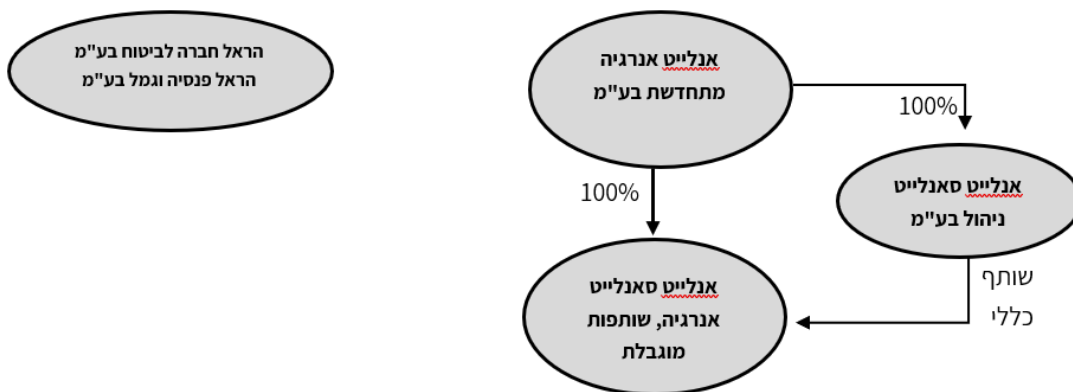 הראל חברה לביטוח בע"מ
הראל פנסיה וגמל בע"מ
אנלייט אנרגיה
מתחדשת בע"מ
100%
100%
אנלייט סאנלייט
ניהול בע"מ
שותף
כללי
אנלייט סאנלייט
אנרגיה, שותפות
מוגבלת